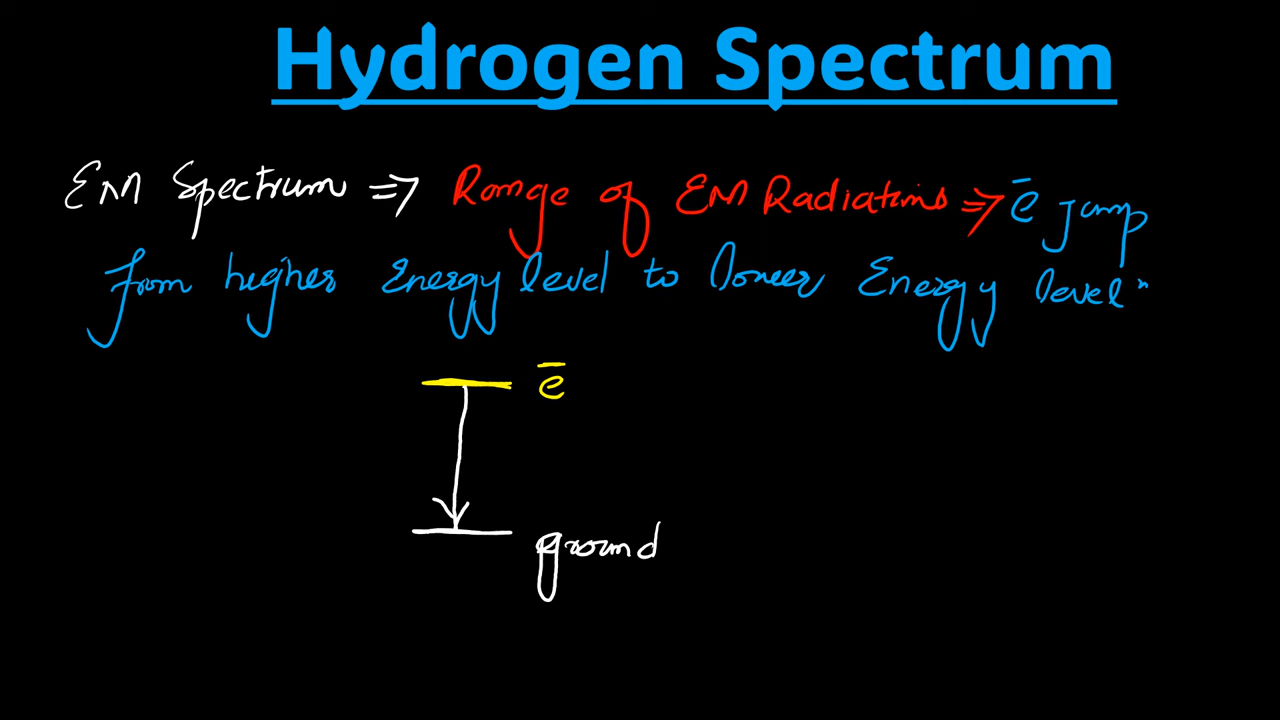 Hydrogen Spectrum
EM Spectrum ⇒ Range of EM Radiations ⇒ e̅ jump
from higher Energy level to lower Energy level"
e̅
ground